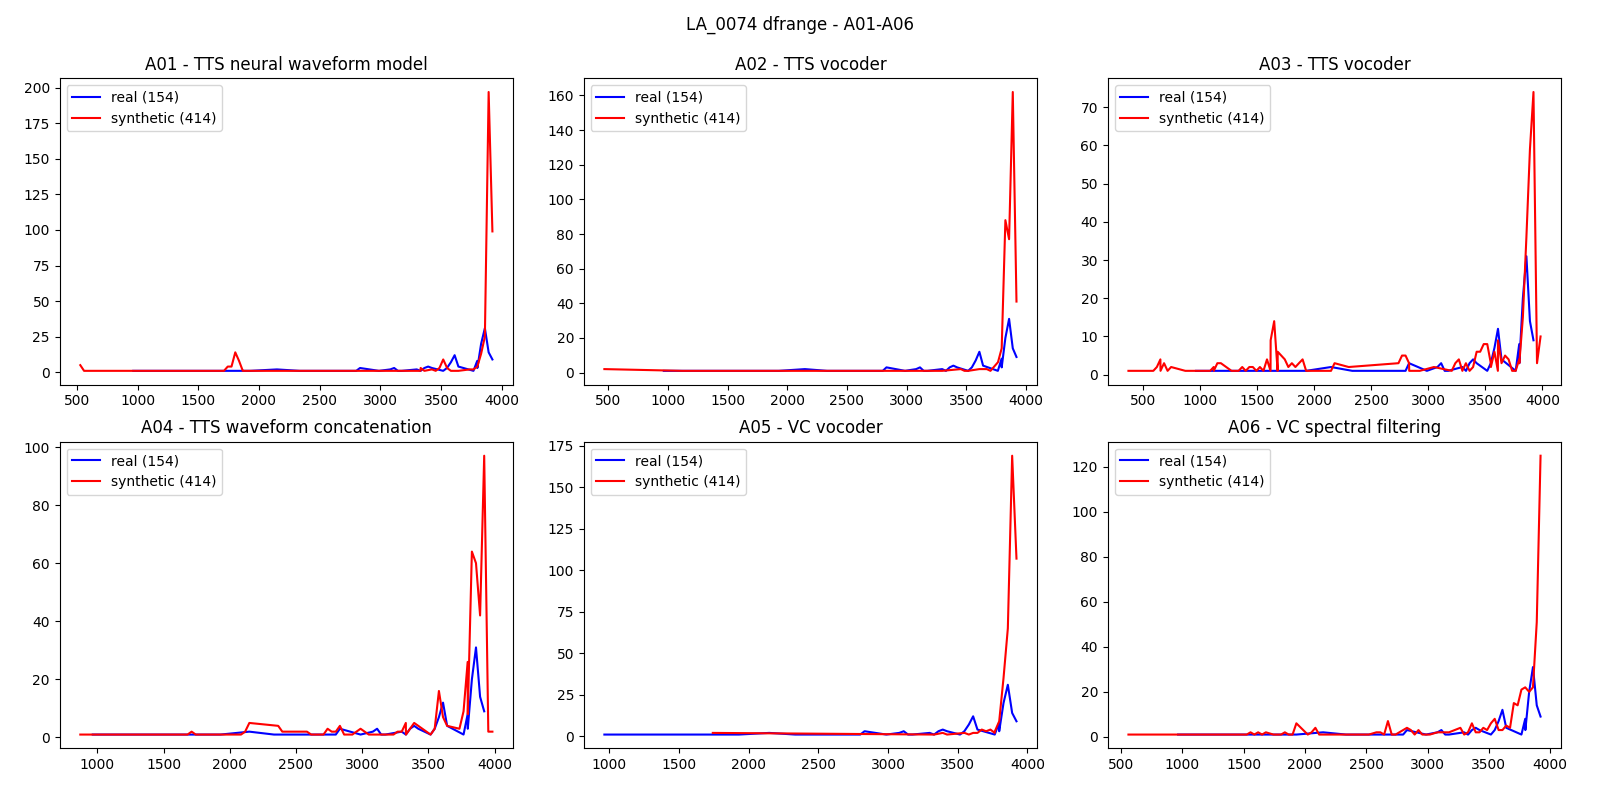 LA_0074 dfrange - A01-A06
A01 - TTS neural waveform model
real (154)
synthetic (414)
200
175
150
125
100
75
50
25
0
500 1000 1500 2000 2500 3000 3500 4000
A02 - TTS vocoder
real (154)
synthetic (414)
160
140
120
100
80
60
40
20
0
500 1000 1500 2000 2500 3000 3500 4000
A03 - TTS vocoder
real (154)
synthetic (414)
70
60
50
40
30
20
10
0
500 1000 1500 2000 2500 3000 3500 4000
A04 - TTS waveform concatenation
real (154)
synthetic (414)
100
80
60
40
20
0
1000 1500 2000 2500 3000 3500 4000
A05 - VC vocoder
real (154)
synthetic (414)
175
150
125
100
75
50
25
0
1000 1500 2000 2500 3000 3500 4000
A06 - VC spectral filtering
real (154)
synthetic (414)
120
100
80
60
40
20
0
500 1000 1500 2000 2500 3000 3500 4000